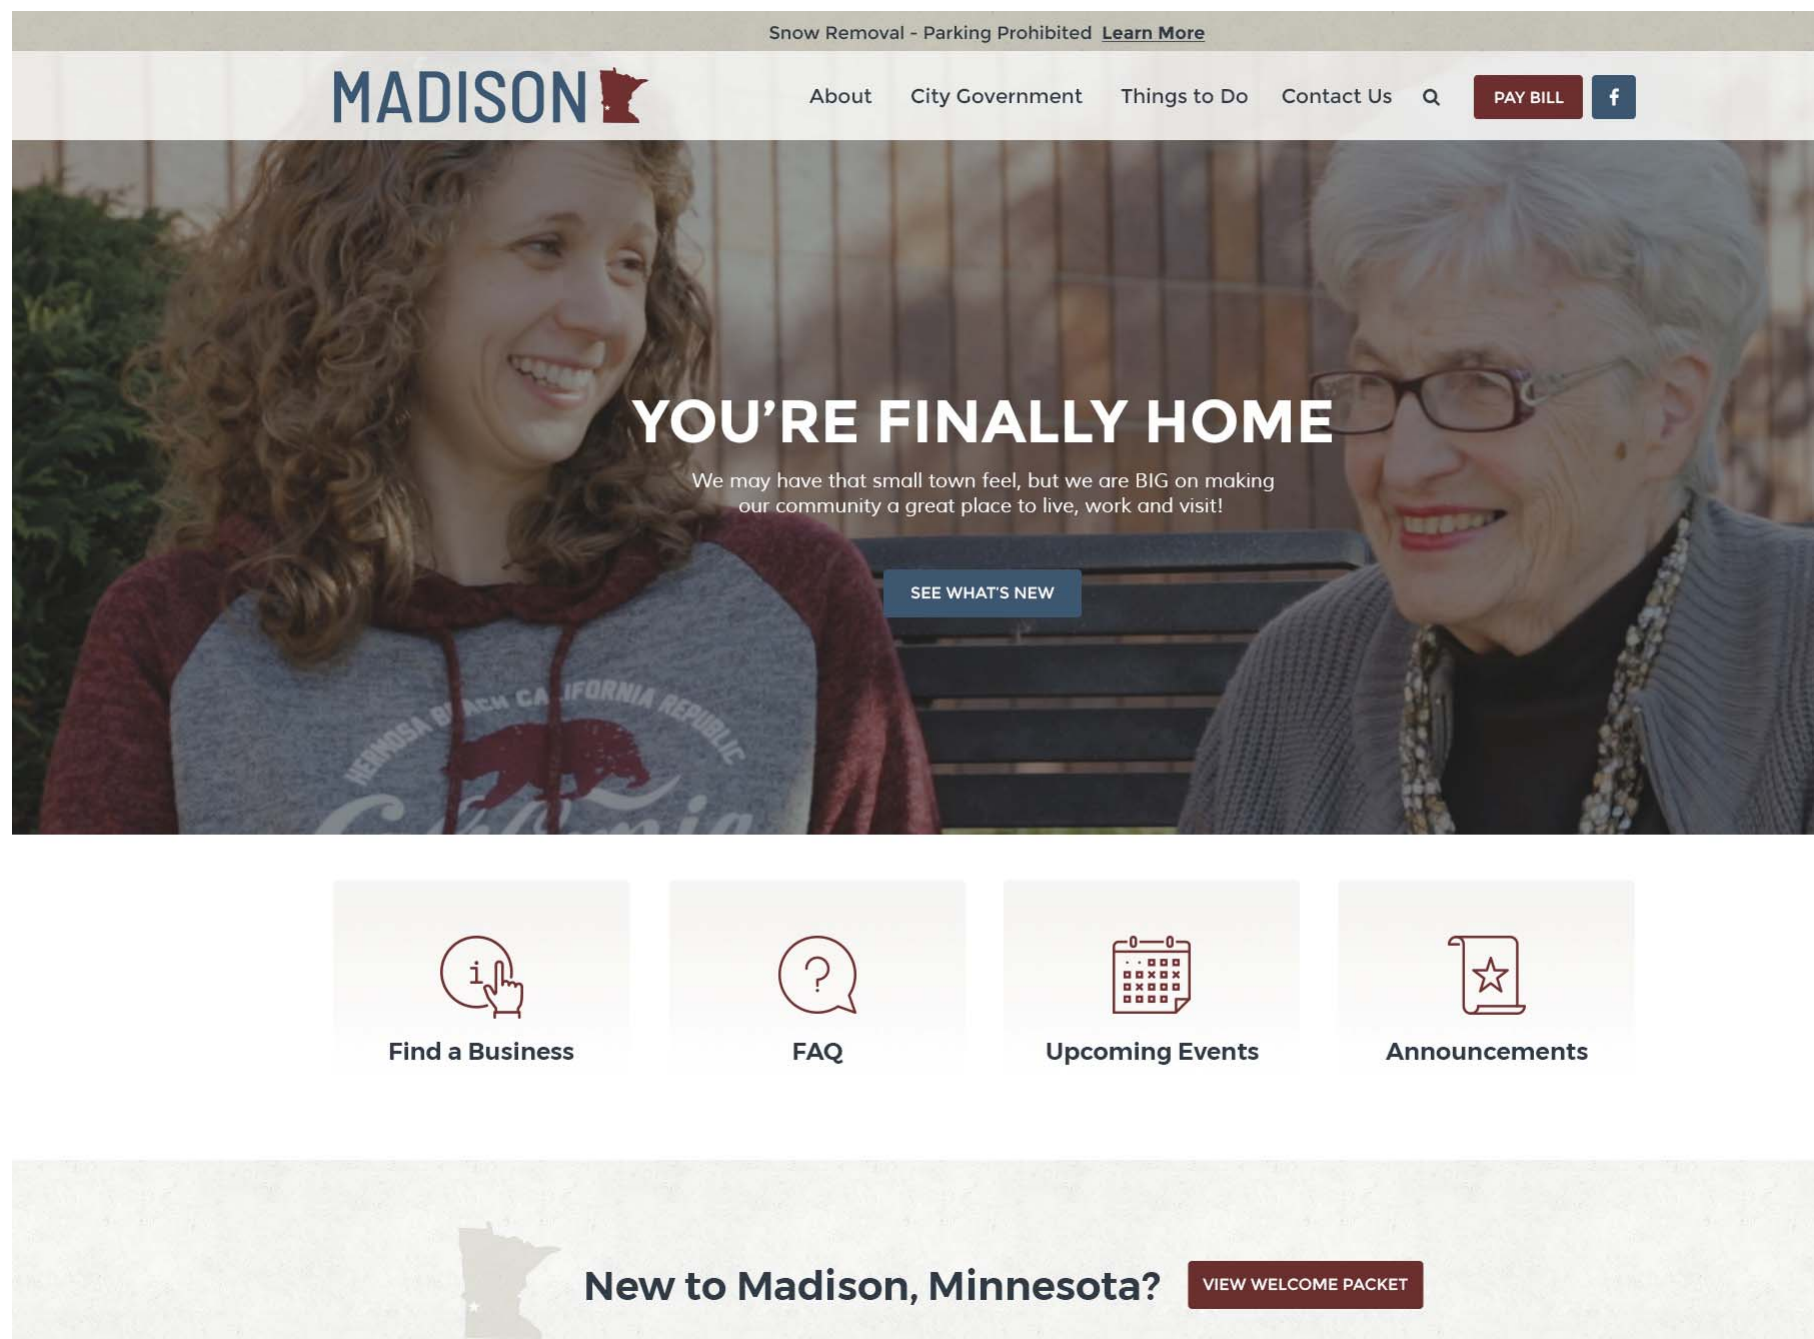 Snow Removal - Parking Prohibited Learn More
MADISON
About City Government Things to Do Contact Us PAY BILL f
YOU'RE FINALLY HOME
We may have that small town feel, but we are BIG on making
our community a great place to live, work and visit!
SEE WHAT'S NEW
HERMOSA BEACH CALIFORNIA REPUBLIC
California
i
?
Find a Business FAQ Upcoming Events Announcements
New to Madison, Minnesota? VIEW WELCOME PACKET